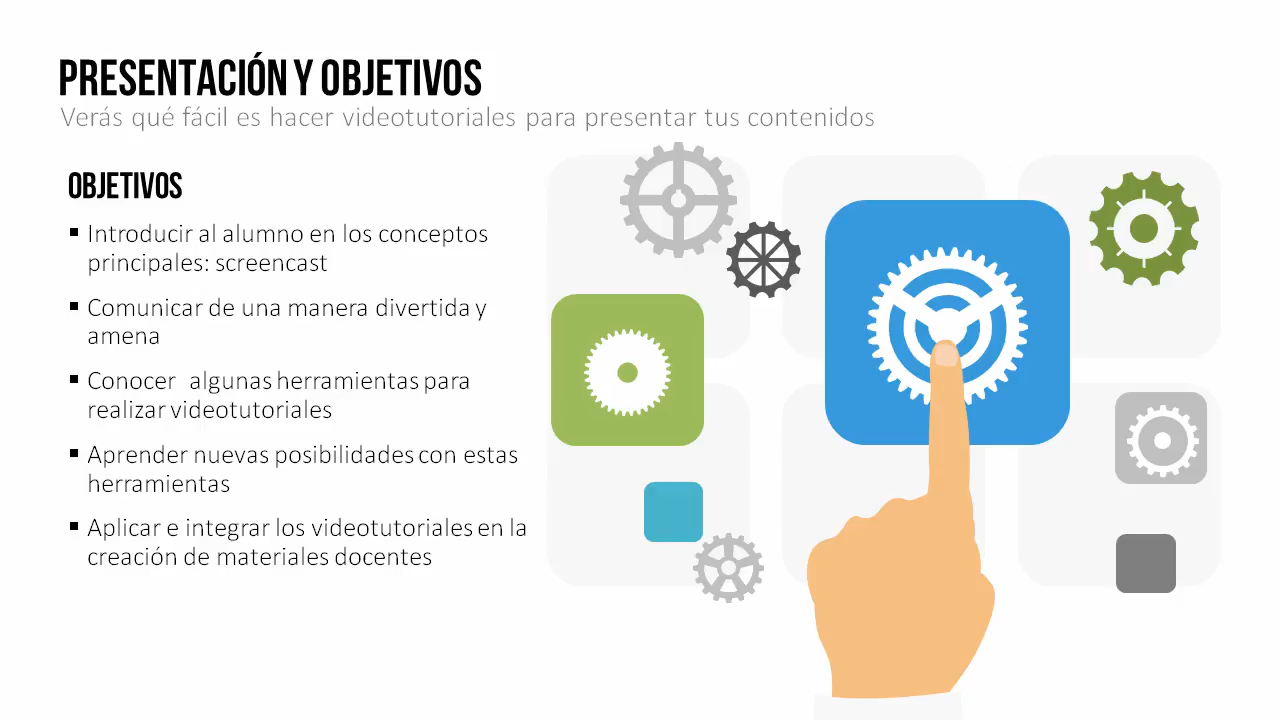 PRESENTACIÓN Y OBJETIVOS
Verás qué fácil es hacer videotutoriales para presentar tus contenidos
OBJETIVOS
▪ Introducir al alumno en los conceptos
principales: screencast
▪ Comunicar de una manera divertida y
amena
▪ Conocer algunas herramientas para
realizar videotutoriales
▪ Aprender nuevas posibilidades con estas
herramientas
▪ Aplicar e integrar los videotutoriales en la
creación de materiales docentes